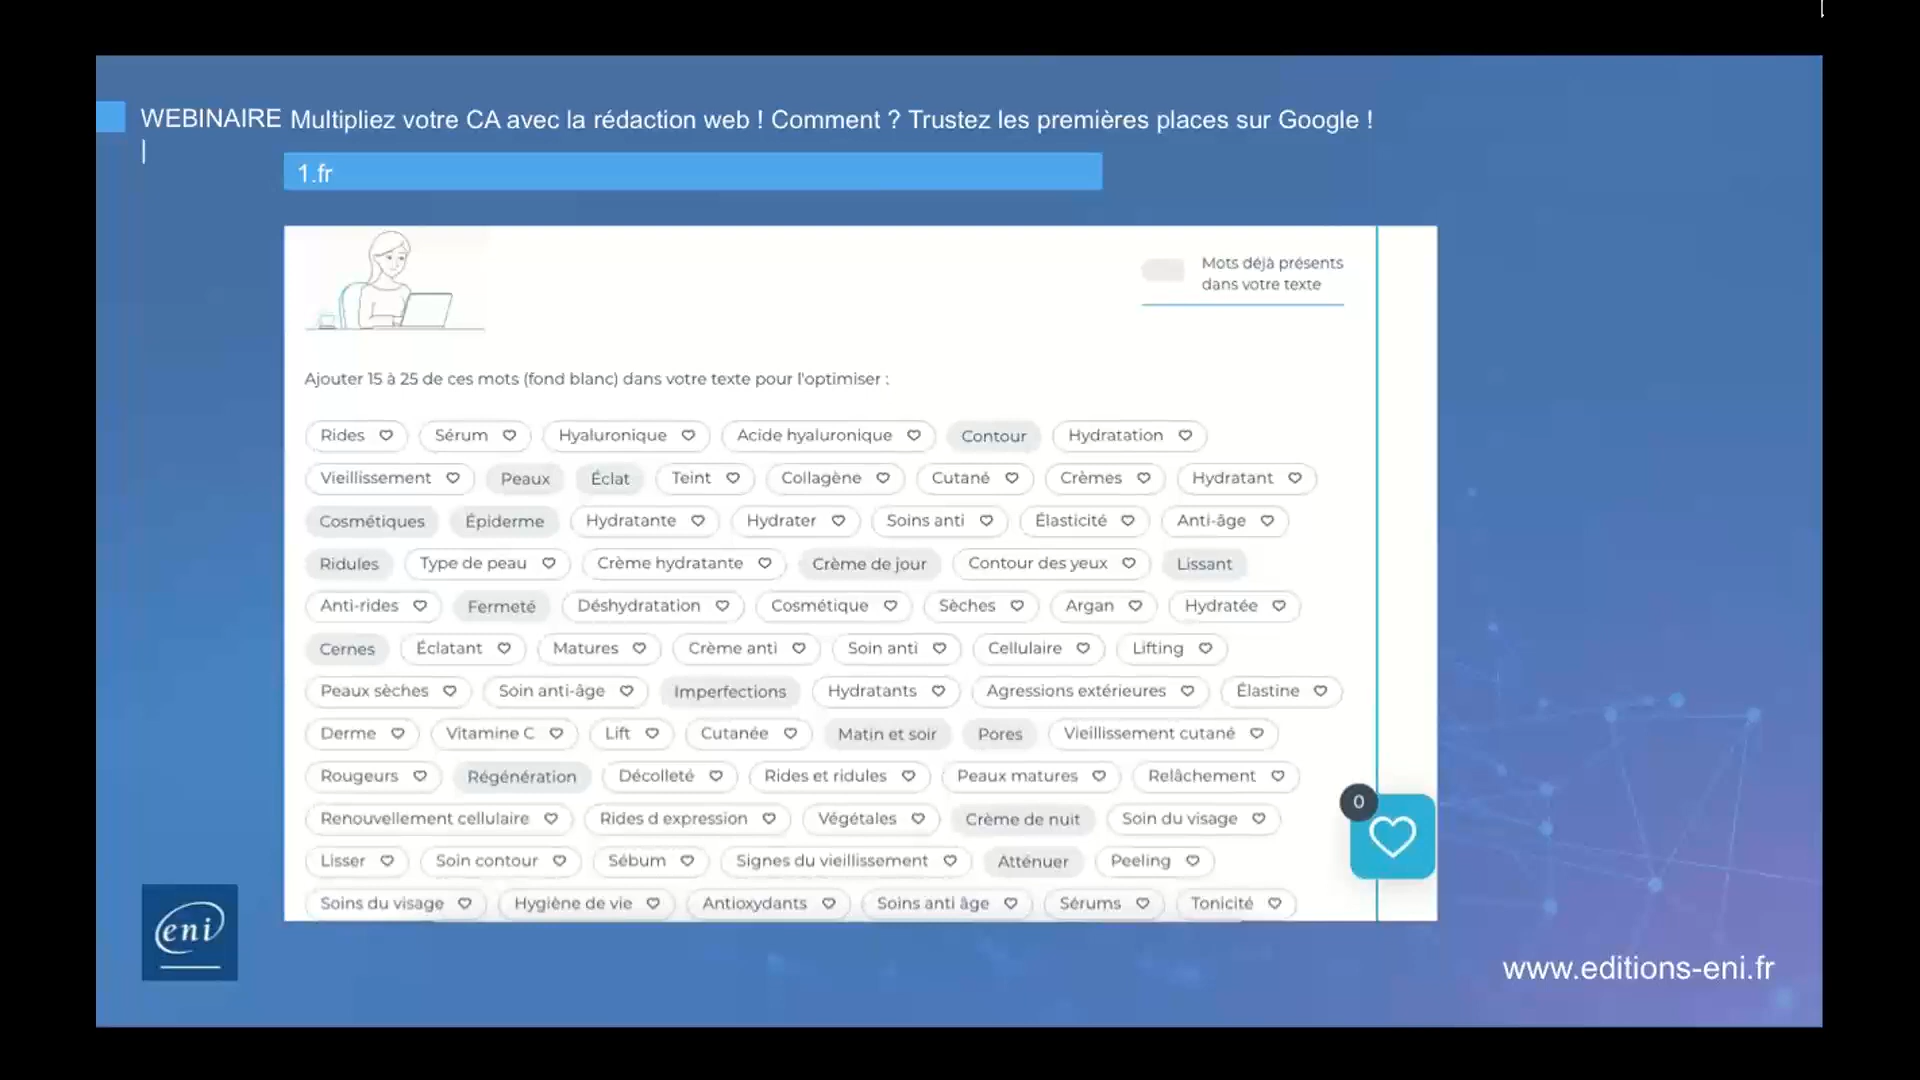 WEBINAIRE Multipliez votre CA avec la rédaction web ! Comment ? Trustez les premières places sur Google !
1.fr
Mots déjà présents
dans votre texte
Ajouter 15 à 25 de ces mots (fond blanc) dans votre texte pour l'optimiser :
Rides Sérum Hyaluronique Acide hyaluronique Contour Hydratation
Vieillissement Peaux Éclat Teint Collagène Cutané Crèmes Hydratant
Cosmétiques Épiderme Hydratante Hydrater Soins anti Élasticité Anti-âge
Ridules Type de peau Crème hydratante Crème de jour Contour des yeux Lissant
Anti-rides Fermeté Déshydratation Cosmétique Sèches Argan Hydratée
Cernes Éclatant Matures Crème anti Soin anti Cellulaire Lifting
Peaux sèches Soin anti-âge Imperfections Hydratants Agressions extérieures Élastine
Derme Vitamine C Lift Cutanée Matin et soir Pores Vieillissement cutané
Rougeurs Régénération Décolleté Rides et ridules Peaux matures Relâchement
Renouvellement cellulaire Rides d expression Végétales Crème de nuit Soin du visage
Lisser Soin contour Sébum Signes du vieillissement Atténuer Peeling
Soins du visage Hygiène de vie Antioxydants Soins anti âge Sérums Tonicité
0
eni
www.editions-eni.fr